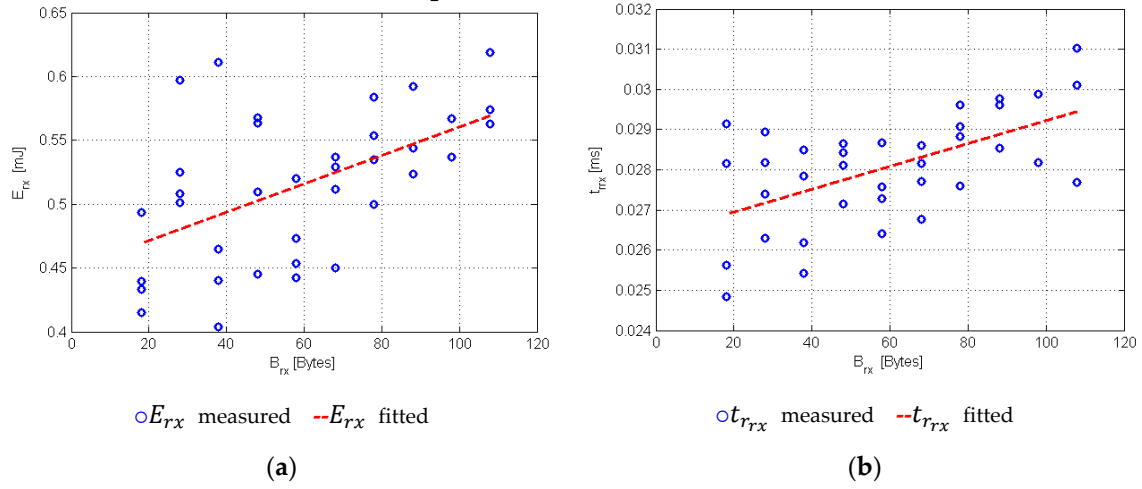 0.65
0.6
0.55
0.5
0.45
0.4
E_rx [mJ]
0 20 40 60 80 100 120
B_rx [Bytes]
○E_rx measured --E_rx fitted
(a)
0.032
0.031
0.03
0.029
0.028
0.027
0.026
0.025
0.024
t_rrx [ms]
0 20 40 60 80 100 120
B_rx [Bytes]
○t_r_rx measured --t_r_rx fitted
(b)